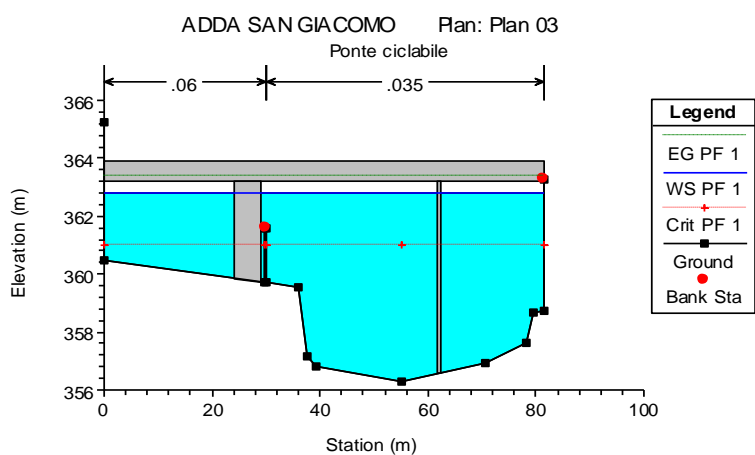 ADDA SAN GIACOMO Plan: Plan 03
Ponte ciclabile
.06 .035
366
364
362
360
358
356
Elevation (m)
0 20 40 60 80 100
Station (m)
Legend
EG PF 1
WS PF 1
Crit PF 1
Ground
Bank Sta